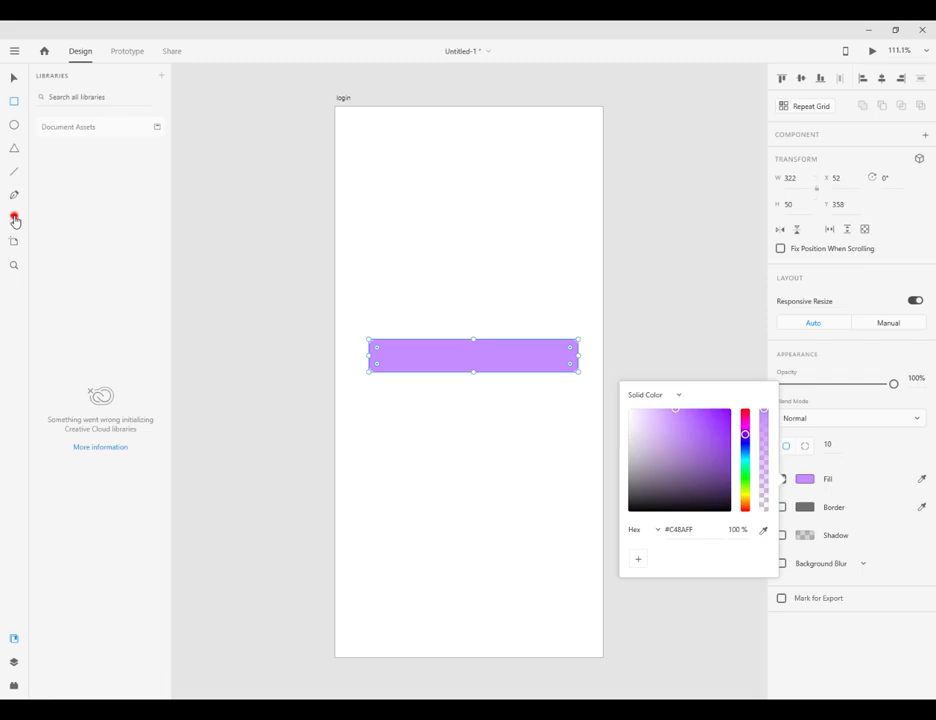 Design
Prototype
Share
Untitled-1 *
111.1%
LIBRARIES
+
Search all libraries
Document Assets
Something went wrong initializing
Creative Cloud libraries
More information
login
Solid Color
Hex
#C48AFF
100 %
+
Repeat Grid
COMPONENT
+
TRANSFORM
W 322
X 52
0°
H 50
Y 358
Fix Position When Scrolling
LAYOUT
Responsive Resize
Auto
Manual
APPEARANCE
Opacity
100%
Blend Mode
Normal
10
Fill
Border
Shadow
Background Blur
Mark for Export